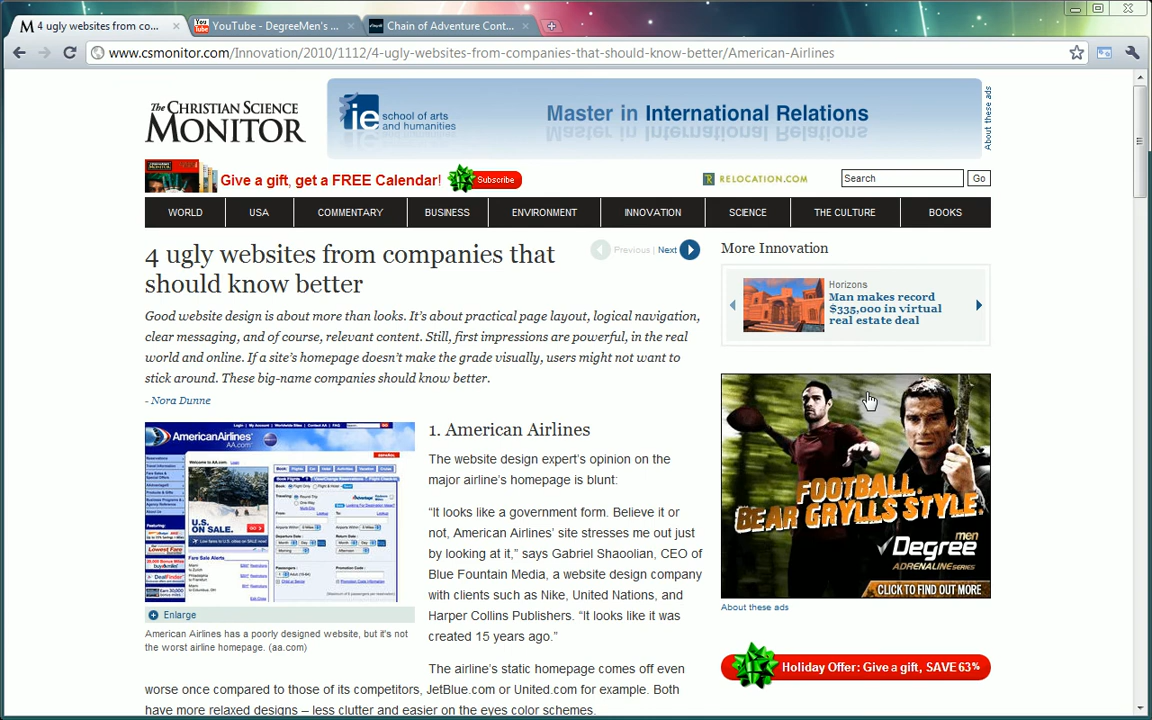 4 ugly websites from co...
YouTube - DegreeMen's ...
Chain of Adventure Cont...
www.csmonitor.com/Innovation/2010/1112/4-ugly-websites-from-companies-that-should-know-better/American-Airlines
The CHRISTIAN SCIENCE
MONITOR
ie school of arts
and humanities
Master in International Relations
About these ads
Give a gift, get a FREE Calendar!
Subscribe
RELOCATION.COM
Search
Go
WORLD
USA
COMMENTARY
BUSINESS
ENVIRONMENT
INNOVATION
SCIENCE
THE CULTURE
BOOKS
4 ugly websites from companies that
should know better
Previous | Next
Good website design is about more than looks. It's about practical page layout, logical navigation,
clear messaging, and of course, relevant content. Still, first impressions are powerful, in the real
world and online. If a site's homepage doesn't make the grade visually, users might not want to
stick around. These big-name companies should know better.
- Nora Dunne
AmericanAirlines
AA.com
U.S.
ON SALE.
Fare Sale Alerts
Enlarge
American Airlines has a poorly designed website, but it's not
the worst airline homepage. (aa.com)
1. American Airlines
The website design expert's opinion on the
major airline's homepage is blunt:
“It looks like a government form. Believe it or
not, American Airlines’ site stresses me out just
by looking at it,” says Gabriel Shaoolian, CEO of
Blue Fountain Media, a website design company
with clients such as Nike, United Nations, and
Harper Collins Publishers. “It looks like it was
created 15 years ago.”
The airline’s static homepage comes off even
worse once compared to those of its competitors, JetBlue.com or United.com for example. Both
have more relaxed designs – less clutter and easier on the eyes color schemes.
More Innovation
Horizons
Man makes record
$335,000 in virtual
real estate deal
FOOTBALL.
BEAR GRYLLS STYLE.
men
Degree
ADRENALINE SERIES
CLICK TO FIND OUT MORE
About these ads
Holiday Offer: Give a gift, SAVE 63%